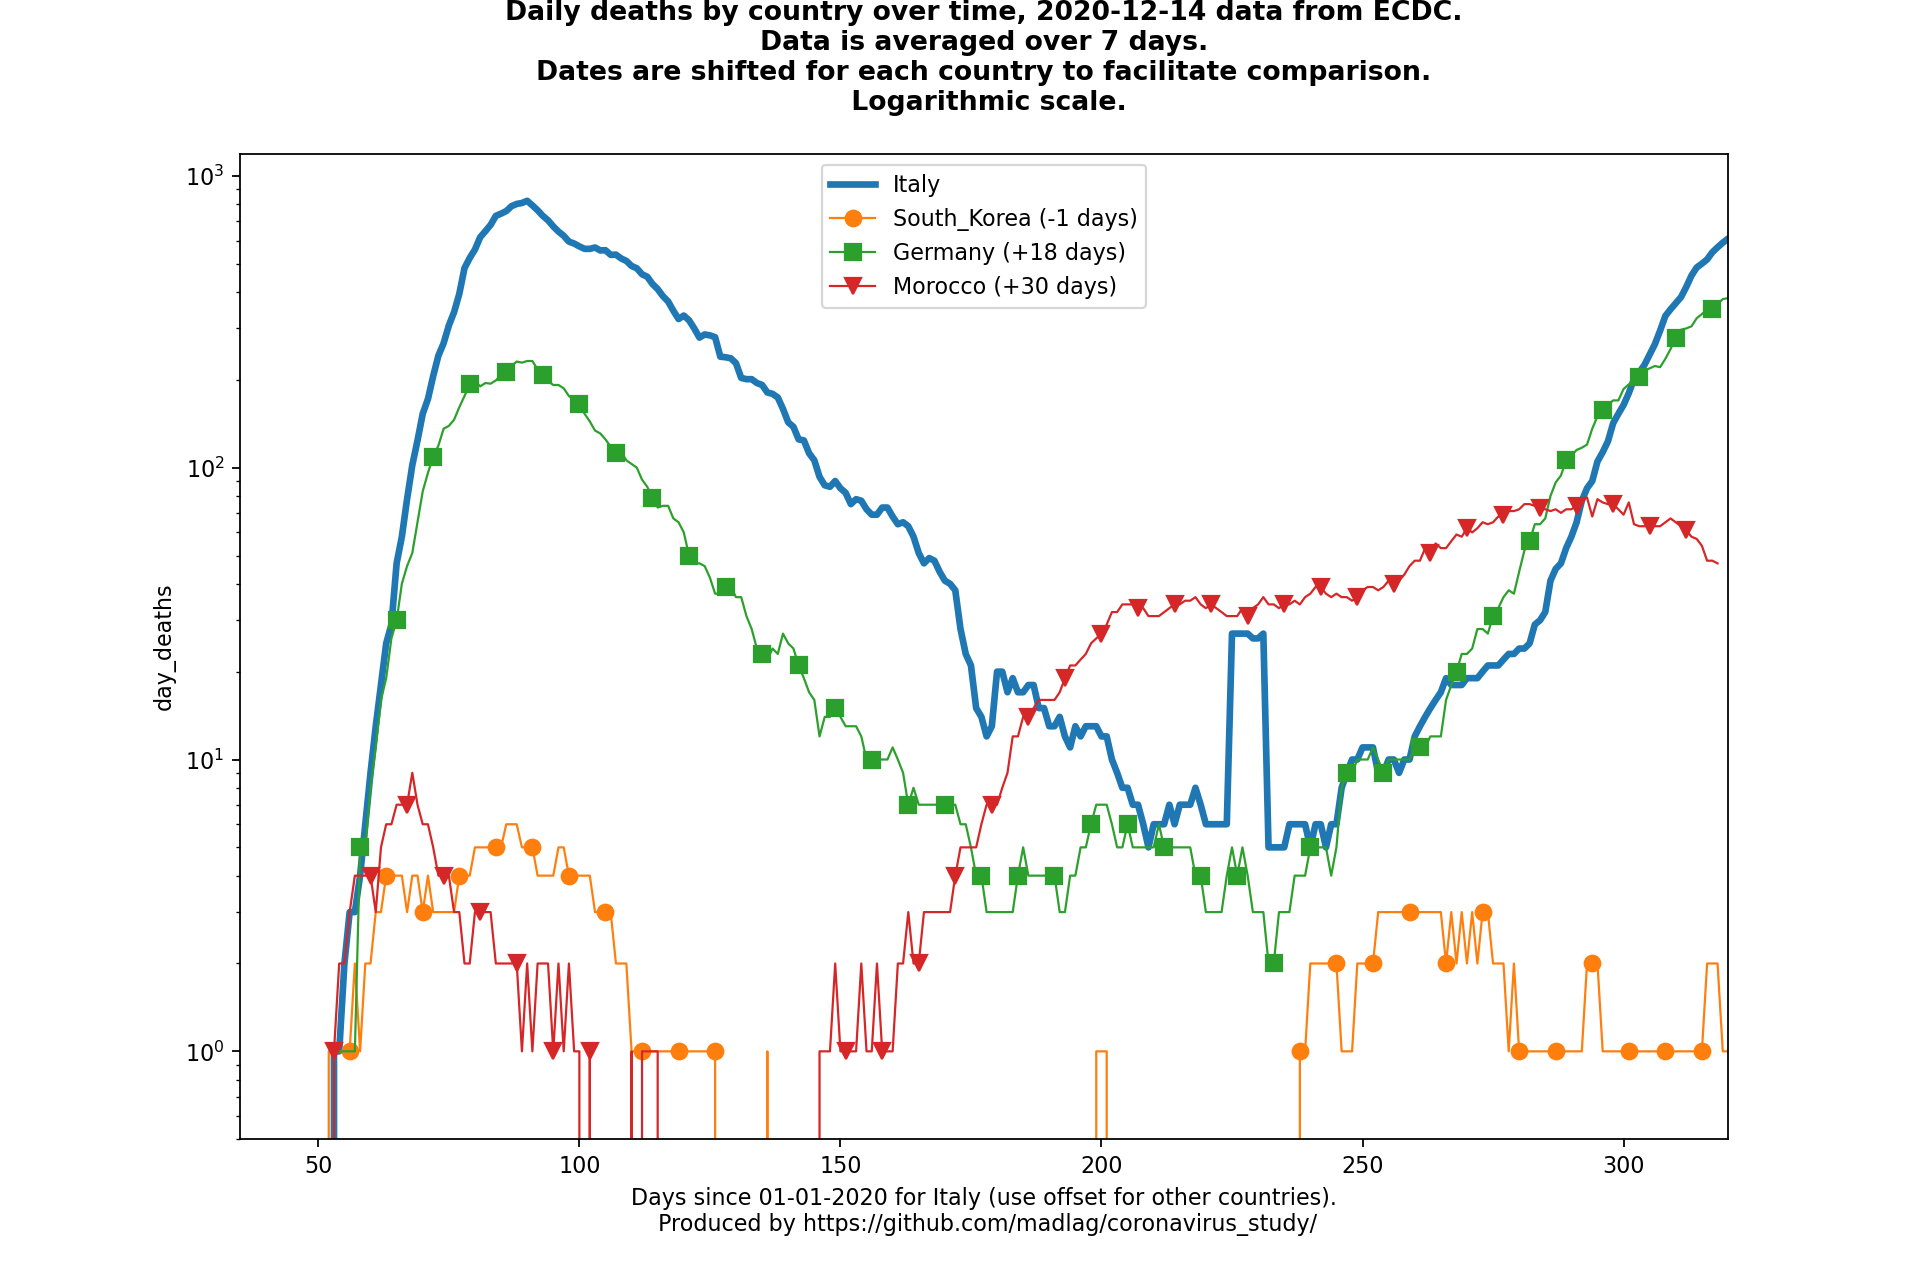 Daily deaths by country over time, 2020-12-14 data from ECDC.
Data is averaged over 7 days.
Dates are shifted for each country to facilitate comparison.
Logarithmic scale.
10³
10²
10¹
10⁰
day_deaths
Italy
South_Korea (-1 days)
Germany (+18 days)
Morocco (+30 days)
50 100 150 200 250 300
Days since 01-01-2020 for Italy (use offset for other countries).
Produced by https://github.com/madlag/coronavirus_study/